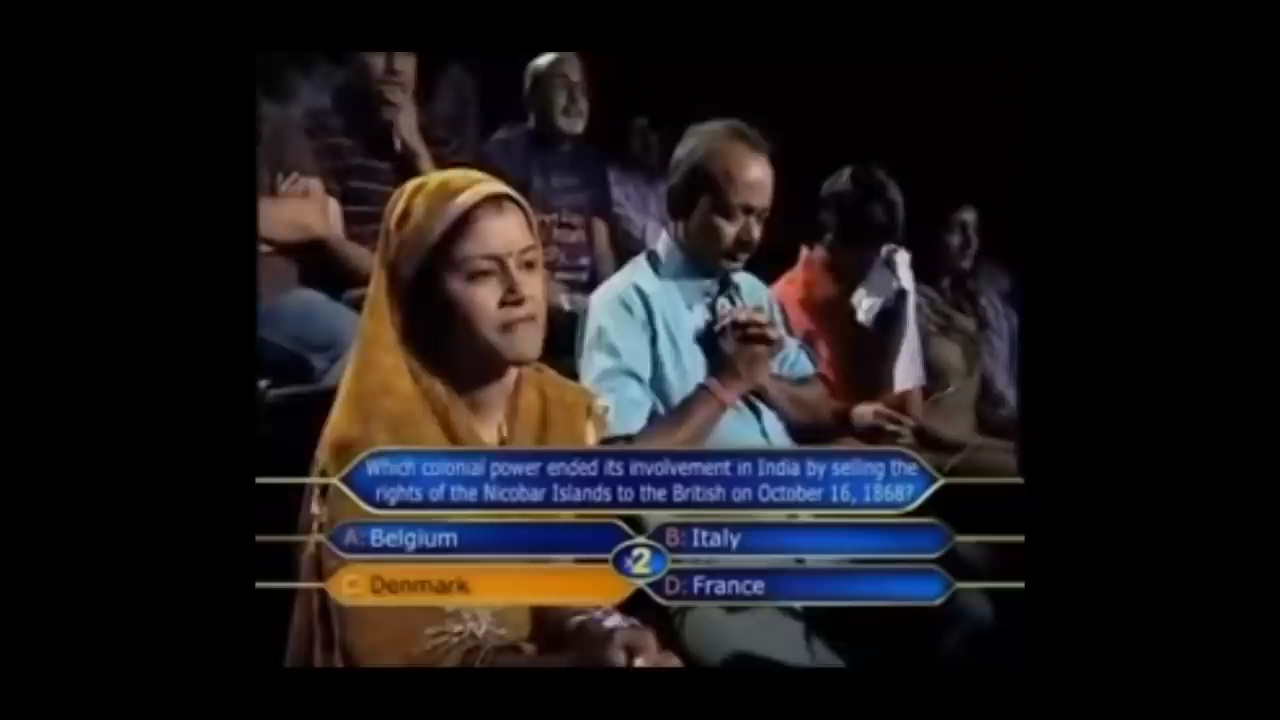 Which colonial power ended its involvement in India by selling the
rights of the Nicobar Islands to the British on October 16, 1868?
A: Belgium
B: Italy
x2
Denmark
D: France